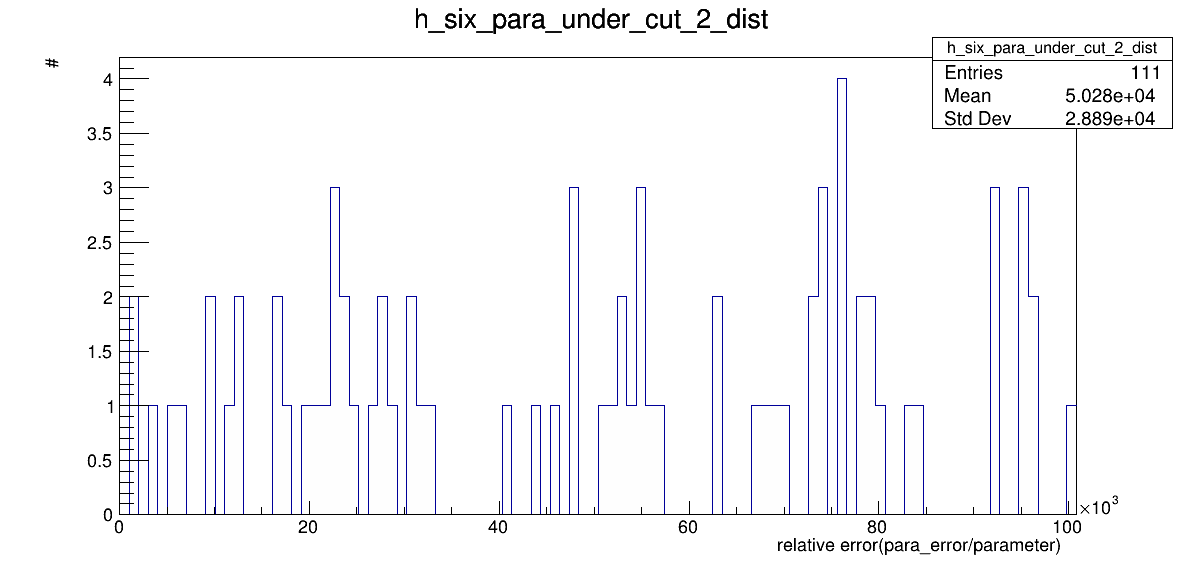 h_six_para_under_cut_2_dist
h_six_para_under_cut_2_dist
Entries 111
Mean 5.028e+04
Std Dev 2.889e+04
#
4
3.5
3
2.5
2
1.5
1
0.5
0
0 20 40 60 80 100
×10³
relative error(para_error/parameter)